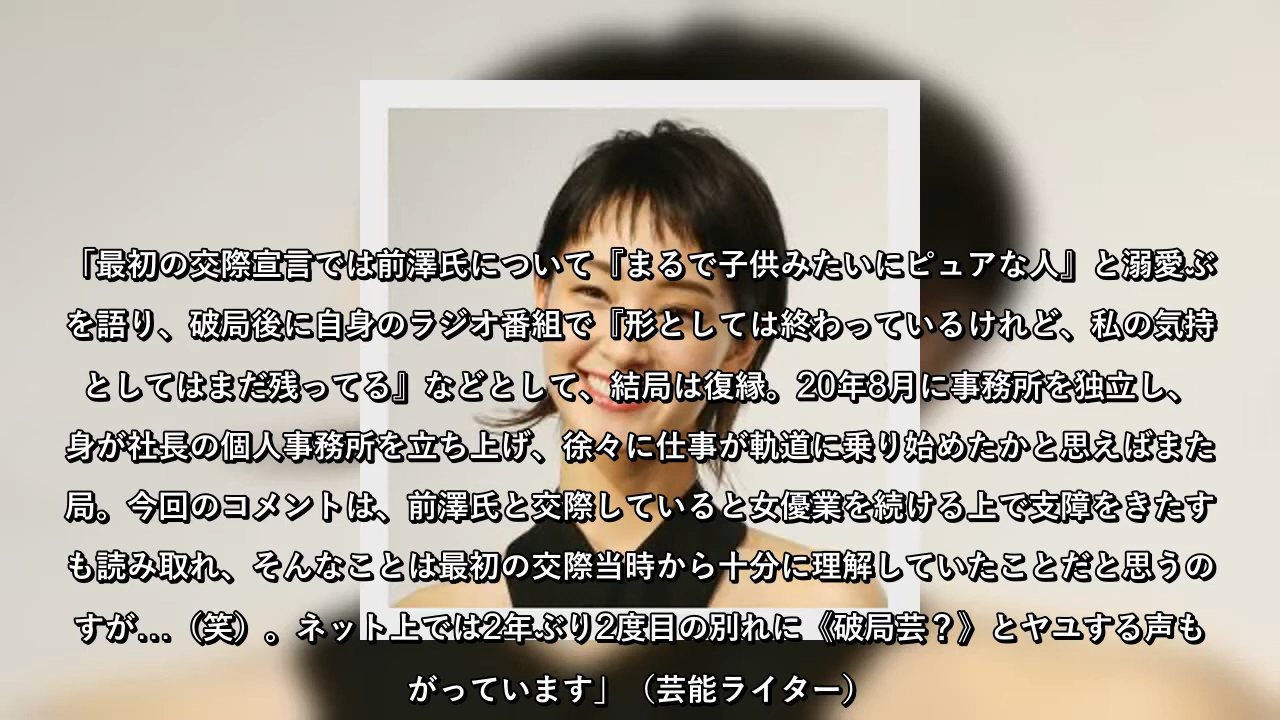 「最初の交際宣言では前澤氏について『まるで子供みたいにピュアな人』と溺愛ぶ
を語り、破局後に自身のラジオ番組で『形としては終わっているけれど、私の気持
としてはまだ残ってる』などとして、結局は復縁。20年8月に事務所を独立し、
身が社長の個人事務所を立ち上げ、徐々に仕事が軌道に乗り始めたかと思えばまた
局。今回のコメントは、前澤氏と交際していると女優業を続ける上で支障をきたす
も読み取れ、そんなことは最初の交際当時から十分に理解していたことだと思うの
すが…（笑）。ネット上では2年ぶり2度目の別れに《破局芸？》とヤユする声も
がっています」（芸能ライター）